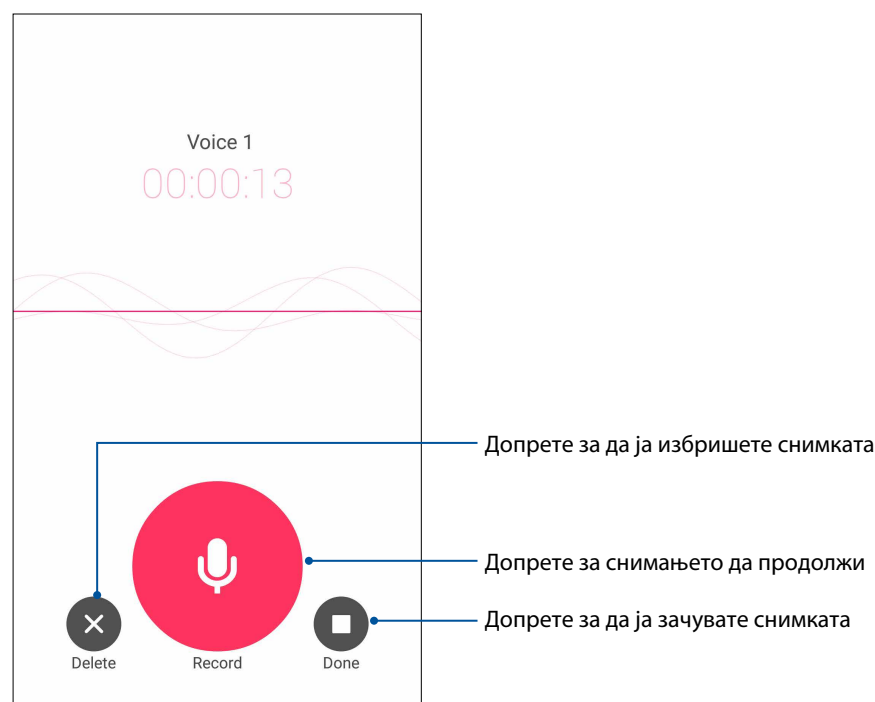 Voice 1
00:00:13
Допрете за да ја избришете снимката
Допрете за снимањето да продолжи
Допрете за да ја зачувате снимката
Delete
Record
Done